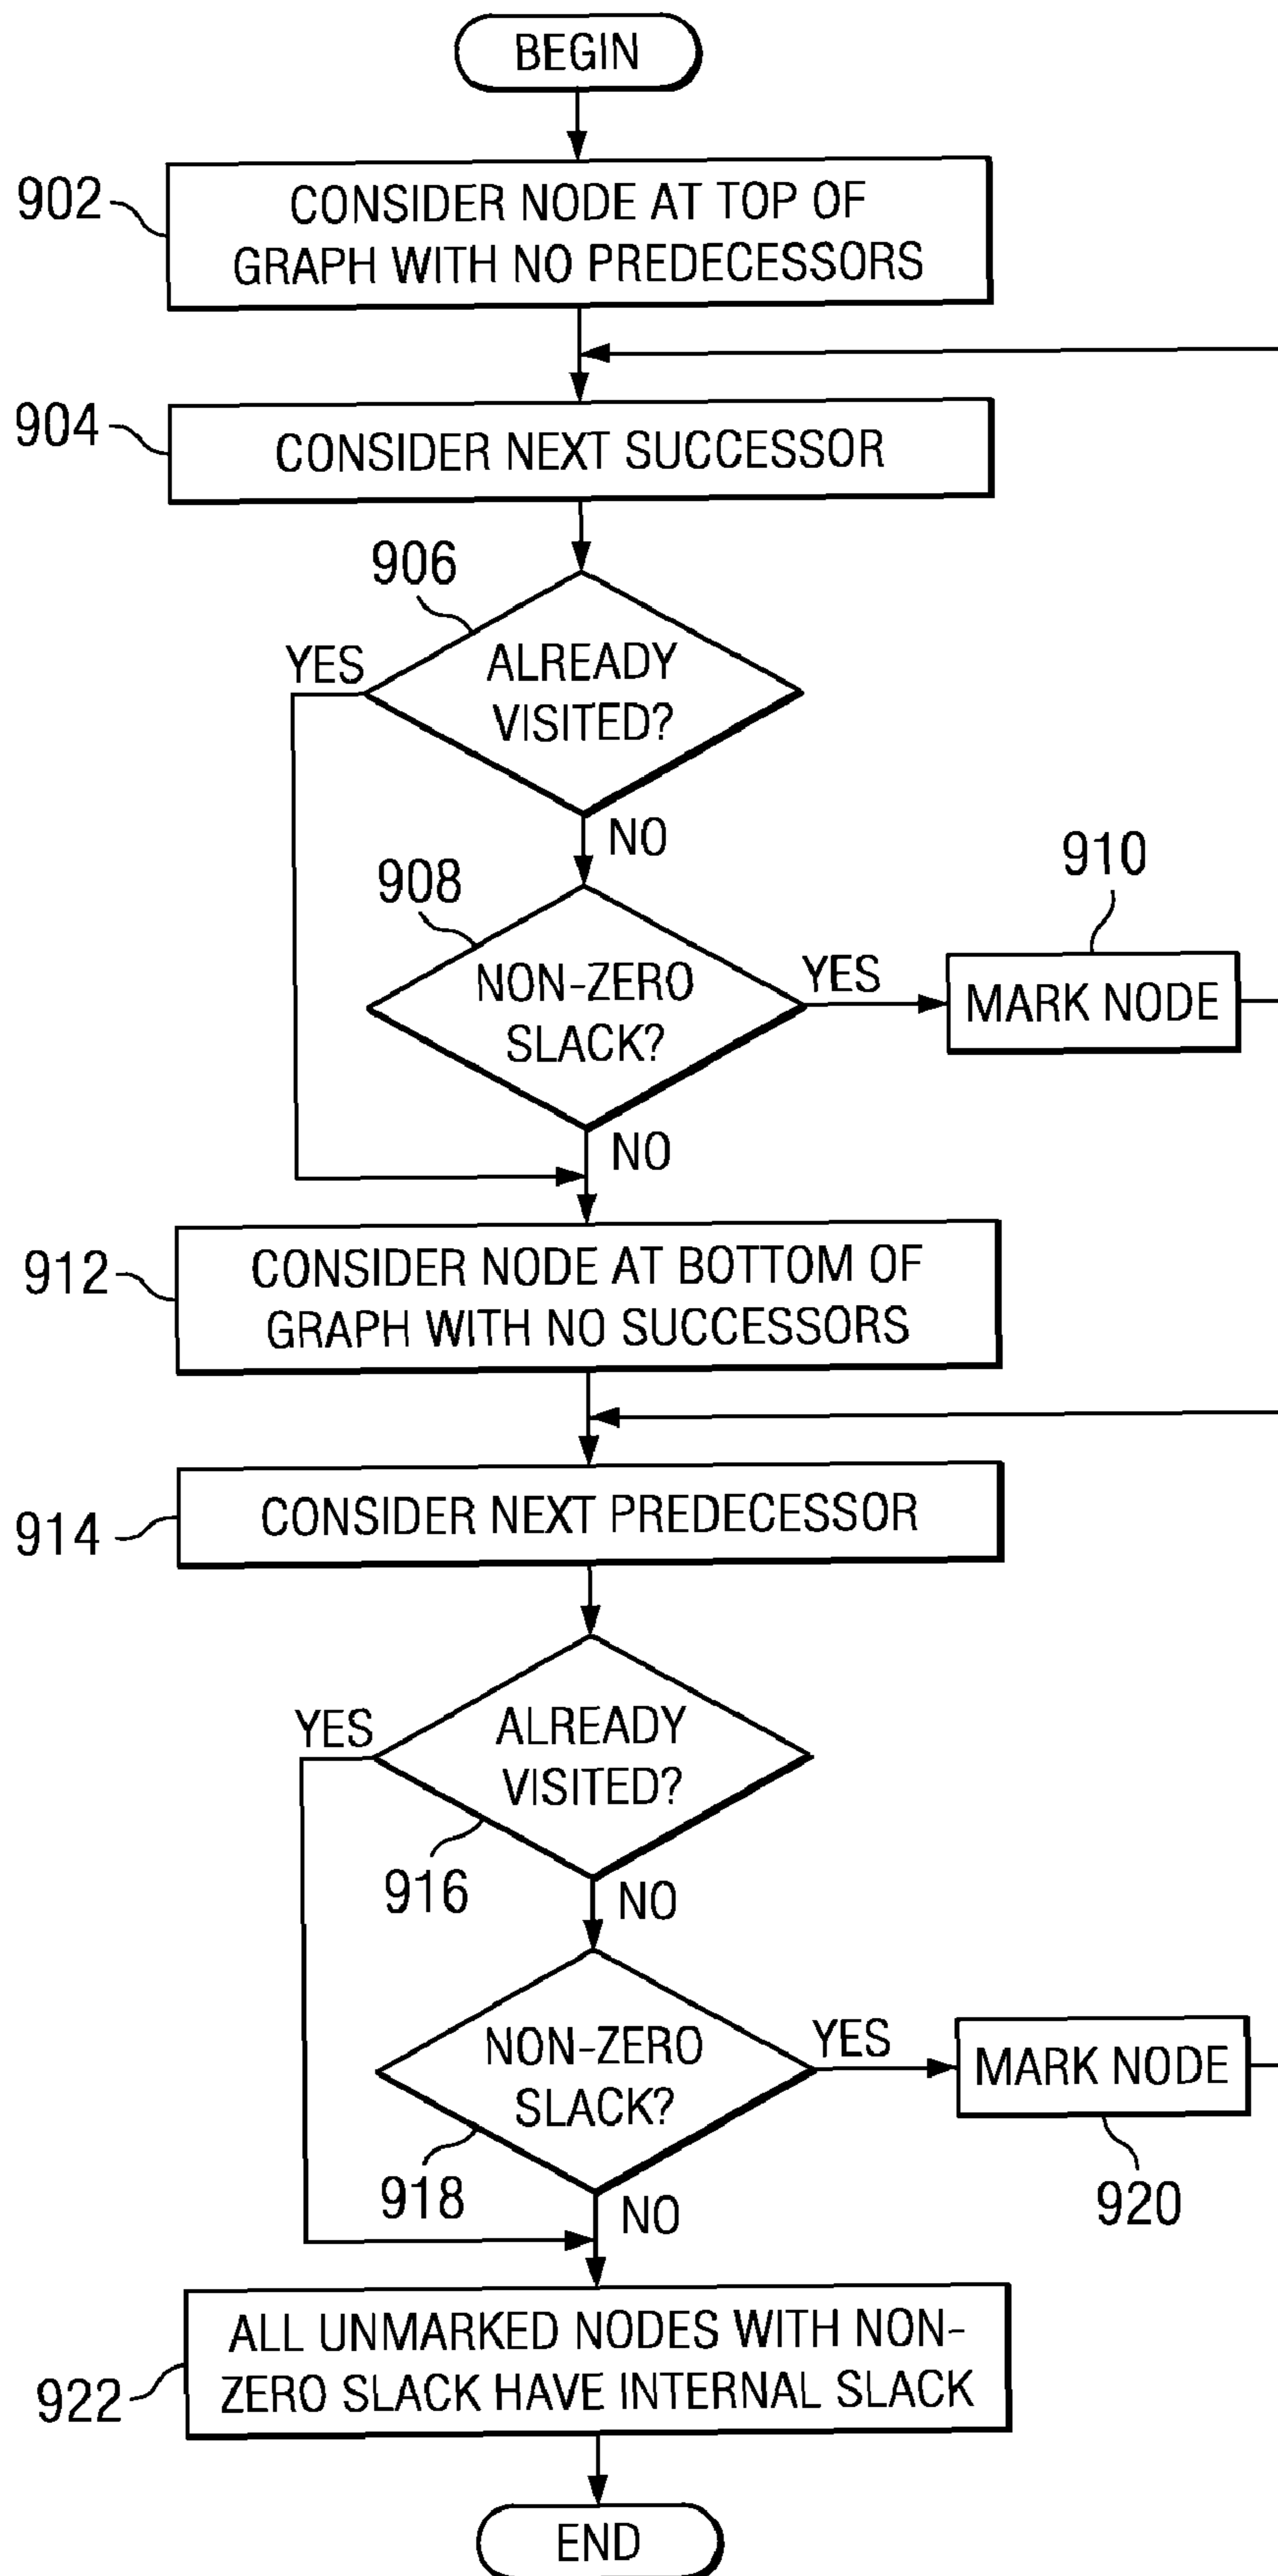 BEGIN
902
CONSIDER NODE AT TOP OF
GRAPH WITH NO PREDECESSORS
904
CONSIDER NEXT SUCCESSOR
906
YES
ALREADY
VISITED?
NO
908
910
NON-ZERO
SLACK?
YES
MARK NODE
NO
912
CONSIDER NODE AT BOTTOM OF
GRAPH WITH NO SUCCESSORS
914
CONSIDER NEXT PREDECESSOR
YES
ALREADY
VISITED?
916
NO
NON-ZERO
SLACK?
YES
MARK NODE
918
920
NO
922
ALL UNMARKED NODES WITH NON-
ZERO SLACK HAVE INTERNAL SLACK
END